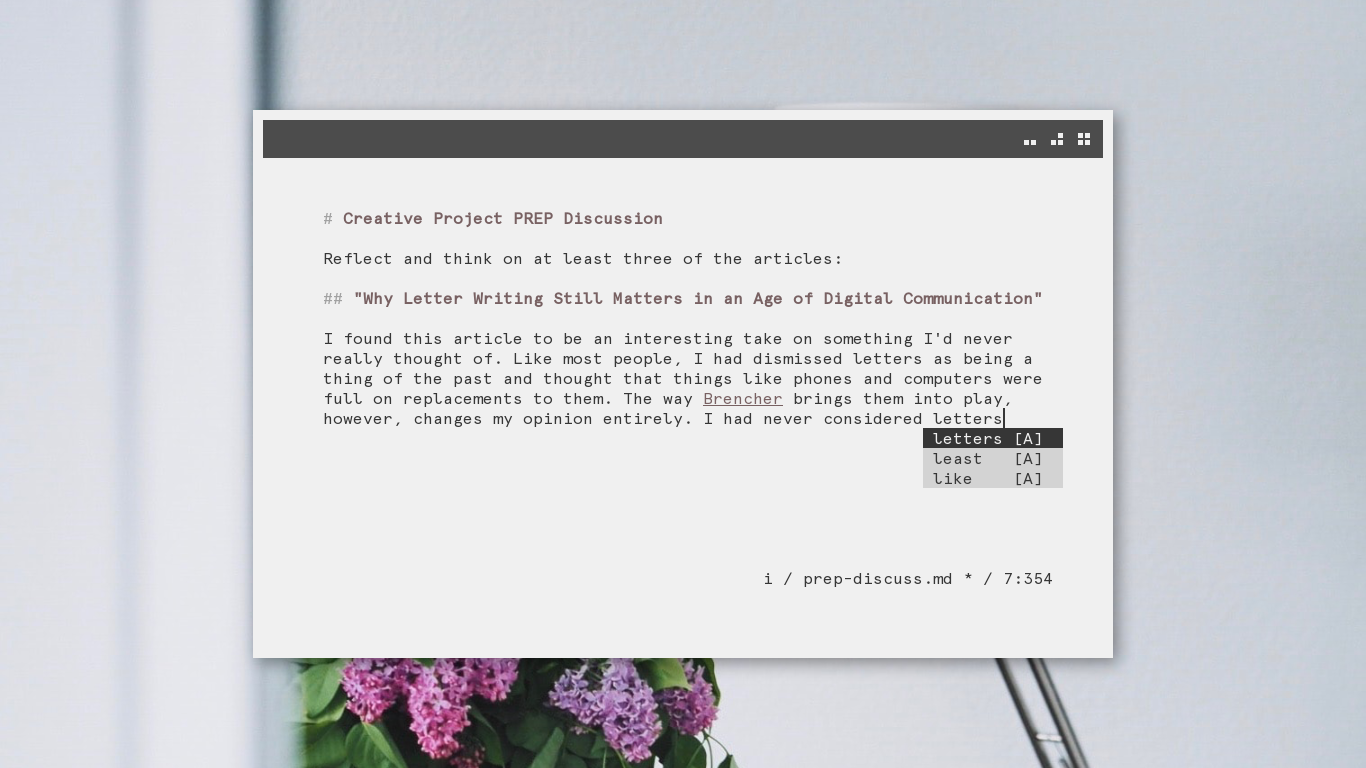 # Creative Project PREP Discussion
Reflect and think on at least three of the articles:
## "Why Letter Writing Still Matters in an Age of Digital Communication"
I found this article to be an interesting take on something I'd never
really thought of. Like most people, I had dismissed letters as being a
thing of the past and thought that things like phones and computers were
full on replacements to them. The way Brencher brings them into play,
however, changes my opinion entirely. I had never considered letters
letters [A]
least [A]
like [A]
i / prep-discuss.md * / 7:354